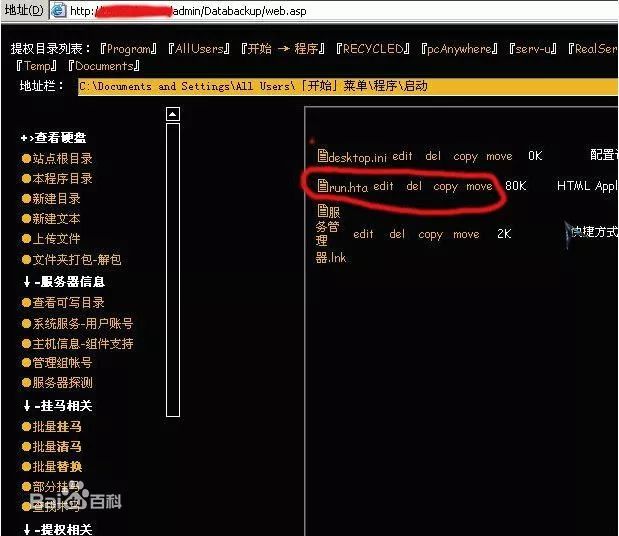 地址(D) http: /admin/Databackup/web.asp
提权目录列表：『Program』『AllUsers』『开始 → 程序』『RECYCLED』『pcAnywhere』『serv-u』『RealSer
『Temp』『Documents』
地址栏： C:\Documents and Settings\All Users\「开始」菜单\程序\启动
+>查看硬盘
站点根目录
本程序目录
新建目录
新建文本
上传文件
文件夹打包-解包
↓-服务器信息
查看可写目录
系统服务-用户账号
主机信息-组件支持
管理组帐号
服务器探测
↓-挂马相关
批量挂马
批量清马
批量替换
部分挂马
查找木马
↓-提权相关
desktop.ini edit del copy move 0K 配置
run.hta edit del copy move 80K HTML Appl
服
务管
理
器.lnk
edit del copy move 2K 快捷方式
Bai 百科